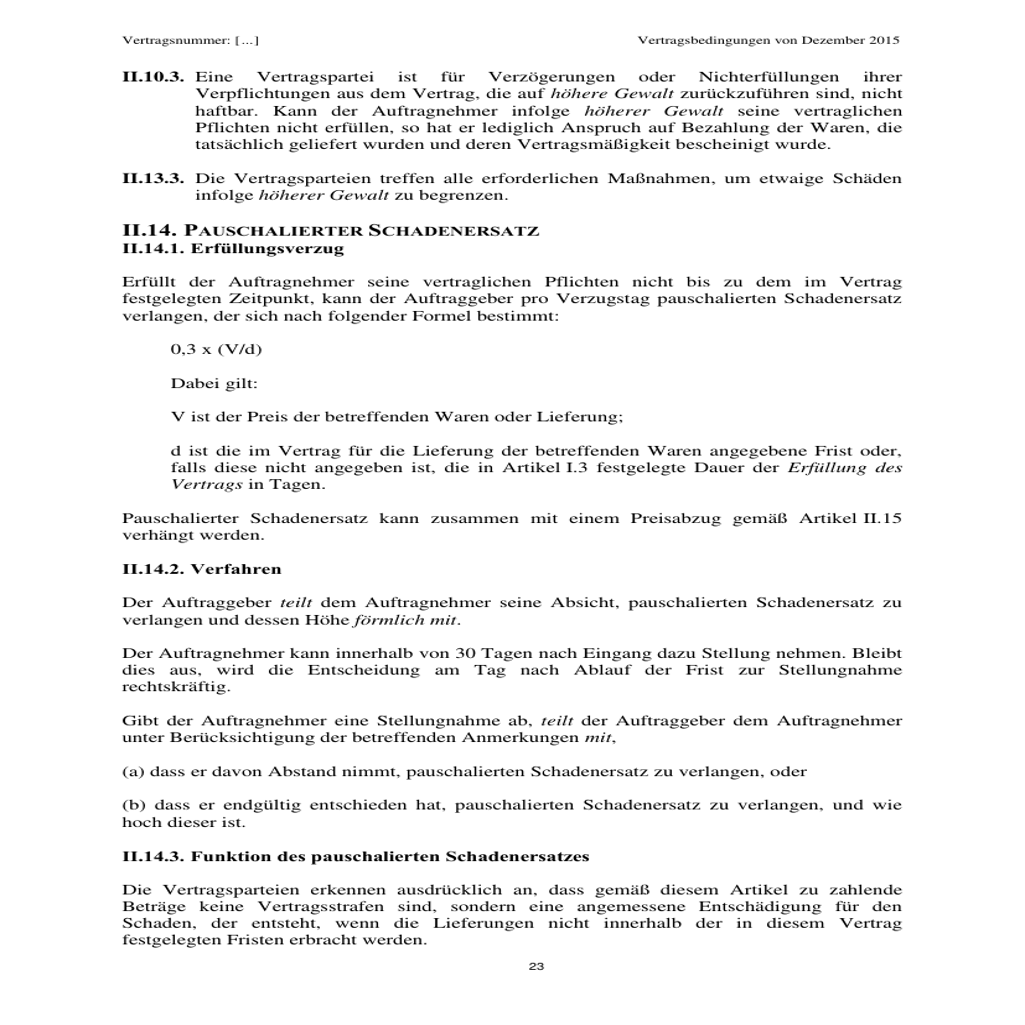 Vertragsnummer: [...]
Vertragsbedingungen von Dezember 2015
II.10.3. Eine Vertragspartei ist für Verzögerungen oder Nichterfüllungen ihrer
Verpflichtungen aus dem Vertrag, die auf höhere Gewalt zurückzuführen sind, nicht
haftbar. Kann der Auftragnehmer infolge höherer Gewalt seine vertraglichen
Pflichten nicht erfüllen, so hat er lediglich Anspruch auf Bezahlung der Waren, die
tatsächlich geliefert wurden und deren Vertragsmäßigkeit bescheinigt wurde.
II.13.3. Die Vertragsparteien treffen alle erforderlichen Maßnahmen, um etwaige Schäden
infolge höherer Gewalt zu begrenzen.
II.14. PAUSCHALIERTER SCHADENERSATZ
II.14.1. Erfüllungsverzug
Erfüllt der Auftragnehmer seine vertraglichen Pflichten nicht bis zu dem im Vertrag
festgelegten Zeitpunkt, kann der Auftraggeber pro Verzugstag pauschalierten Schadenersatz
verlangen, der sich nach folgender Formel bestimmt:
0,3 x (V/d)
Dabei gilt:
V ist der Preis der betreffenden Waren oder Lieferung;
d ist die im Vertrag für die Lieferung der betreffenden Waren angegebene Frist oder,
falls diese nicht angegeben ist, die in Artikel I.3 festgelegte Dauer der Erfüllung des
Vertrags in Tagen.
Pauschalierter Schadenersatz kann zusammen mit einem Preisabzug gemäß Artikel II.15
verhängt werden.
II.14.2. Verfahren
Der Auftraggeber teilt dem Auftragnehmer seine Absicht, pauschalierten Schadenersatz zu
verlangen und dessen Höhe förmlich mit.
Der Auftragnehmer kann innerhalb von 30 Tagen nach Eingang dazu Stellung nehmen. Bleibt
dies aus, wird die Entscheidung am Tag nach Ablauf der Frist zur Stellungnahme
rechtskräftig.
Gibt der Auftragnehmer eine Stellungnahme ab, teilt der Auftraggeber dem Auftragnehmer
unter Berücksichtigung der betreffenden Anmerkungen mit,
(a) dass er davon Abstand nimmt, pauschalierten Schadenersatz zu verlangen, oder
(b) dass er endgültig entschieden hat, pauschalierten Schadenersatz zu verlangen, und wie
hoch dieser ist.
II.14.3. Funktion des pauschalierten Schadenersatzes
Die Vertragsparteien erkennen ausdrücklich an, dass gemäß diesem Artikel zu zahlende
Beträge keine Vertragsstrafen sind, sondern eine angemessene Entschädigung für den
Schaden, der entsteht, wenn die Lieferungen nicht innerhalb der in diesem Vertrag
festgelegten Fristen erbracht werden.
23